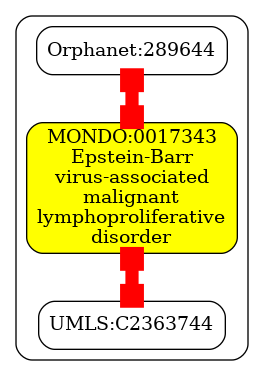 Orphanet:289644
MONDO:0017343
Epstein-Barr
virus-associated
malignant
lymphoproliferative
disorder
UMLS:C2363744